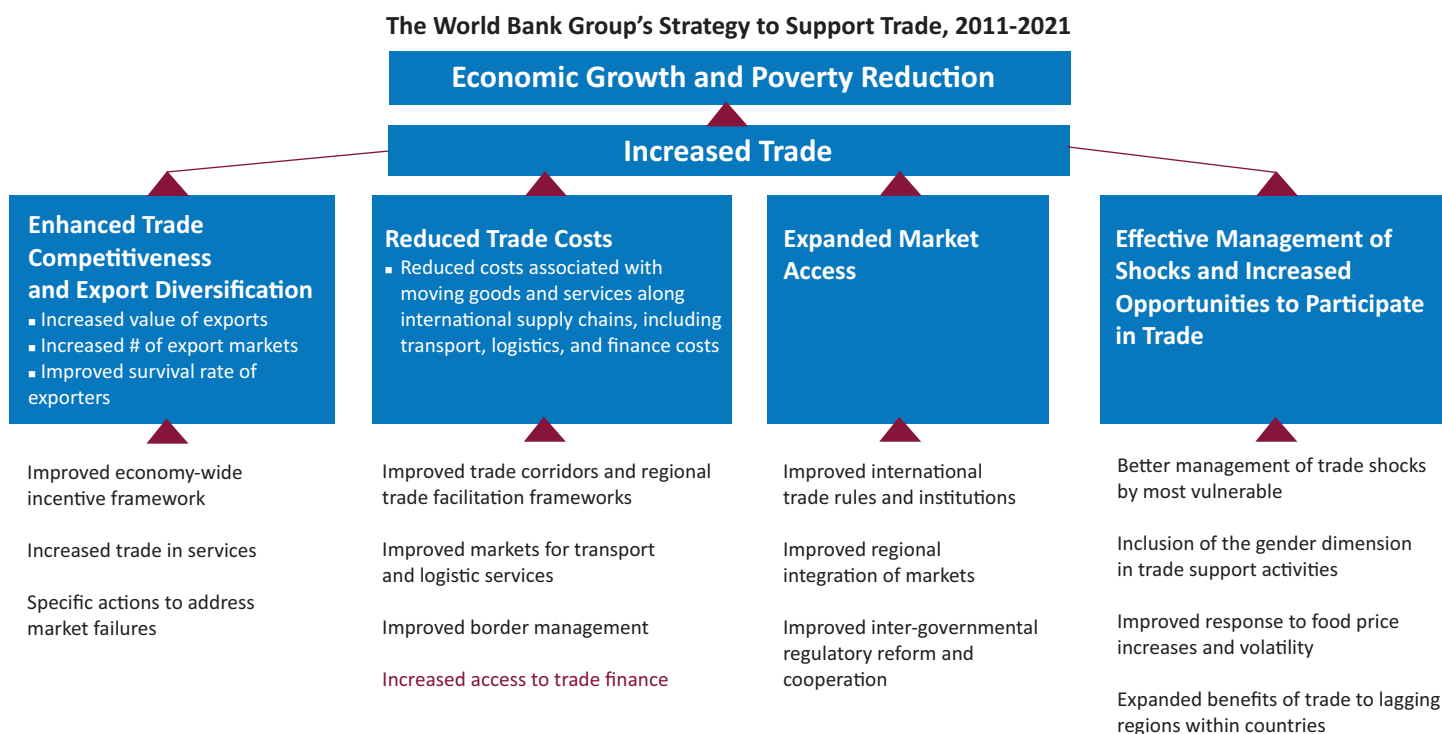 The World Bank Group's Strategy to Support Trade, 2011-2021
Economic Growth and Poverty Reduction
Increased Trade
Enhanced Trade
Competitiveness
and Export Diversification
▪ Increased value of exports
▪ Increased # of export markets
▪ Improved survival rate of
exporters
Improved economy-wide
incentive framework
Increased trade in services
Specific actions to address
market failures
Reduced Trade Costs
▪ Reduced costs associated with
moving goods and services along
international supply chains, including
transport, logistics, and finance costs
Improved trade corridors and regional
trade facilitation frameworks
Improved markets for transport
and logistic services
Improved border management
Increased access to trade finance
Expanded Market
Access
Improved international
trade rules and institutions
Improved regional
integration of markets
Improved inter-governmental
regulatory reform and
cooperation
Effective Management of
Shocks and Increased
Opportunities to Participate
in Trade
Better management of trade shocks
by most vulnerable
Inclusion of the gender dimension
in trade support activities
Improved response to food price
increases and volatility
Expanded benefits of trade to lagging
regions within countries